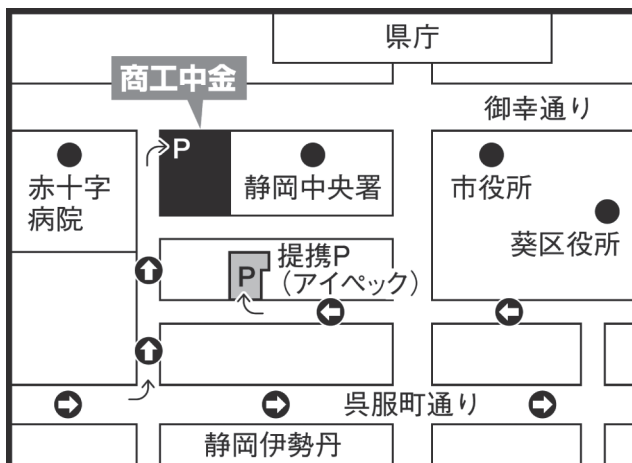 県庁
商工中金
御幸通り
P
赤十字
病院
静岡中央署
市役所
葵区役所
P
提携P
（アイペック）
呉服町通り
静岡伊勢丹